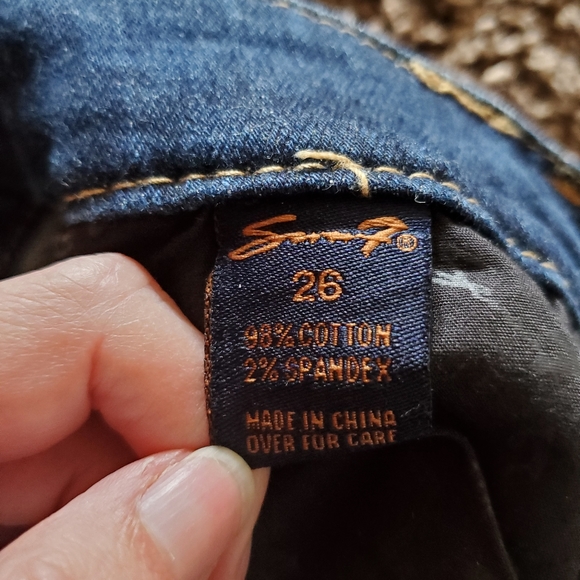 Seven7®
26
98% COTTON
2% SPANDEX
MADE IN CHINA
OVER FOR CARE